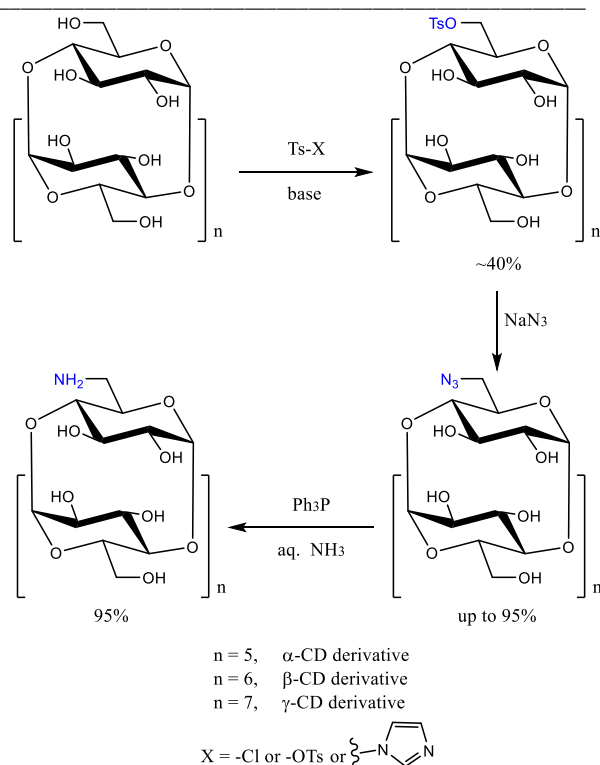 HO
O
O
HO
OH
HO
OH
O
O
OH
n
Ts-X
base
TsO
O
O
HO
OH
HO
OH
O
O
OH
n
~40%
NaN3
N3
O
O
HO
OH
HO
OH
O
O
OH
n
up to 95%
Ph3P
aq. NH3
NH2
O
O
HO
OH
HO
OH
O
O
OH
n
95%
n = 5, α-CD derivative
n = 6, β-CD derivative
n = 7, γ-CD derivative
X = -Cl or -OTs or N N